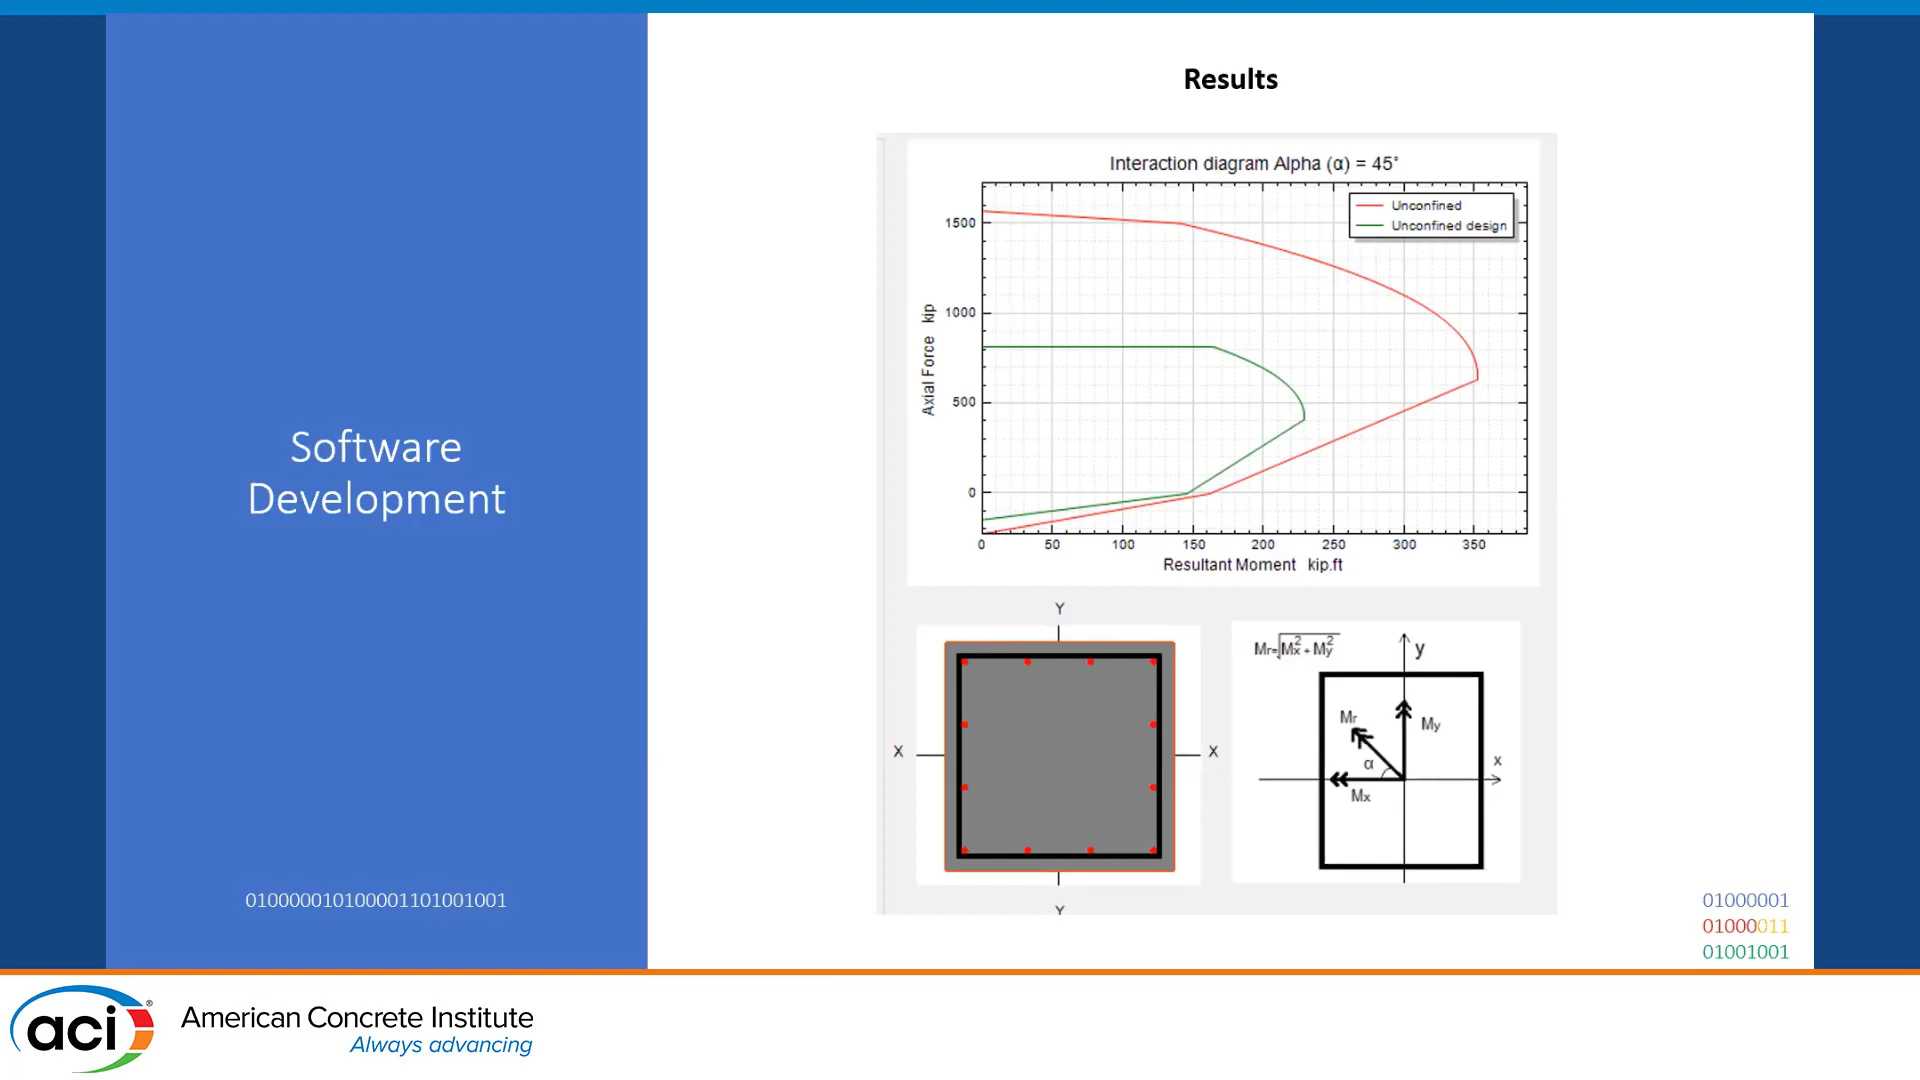 Results
Software
Development
010000010100001101001001
Interaction diagram Alpha (α) = 45°
Unconfined
Unconfined design
1500
1000
500
0
Axial Force kip
0 50 100 150 200 250 300 350
Resultant Moment kip.ft
Y
X
X
Y
Mr=√Mx² + My²
y
Mr
My
α
x
Mx
01000001
01000011
01001001
aci®
American Concrete Institute
Always advancing